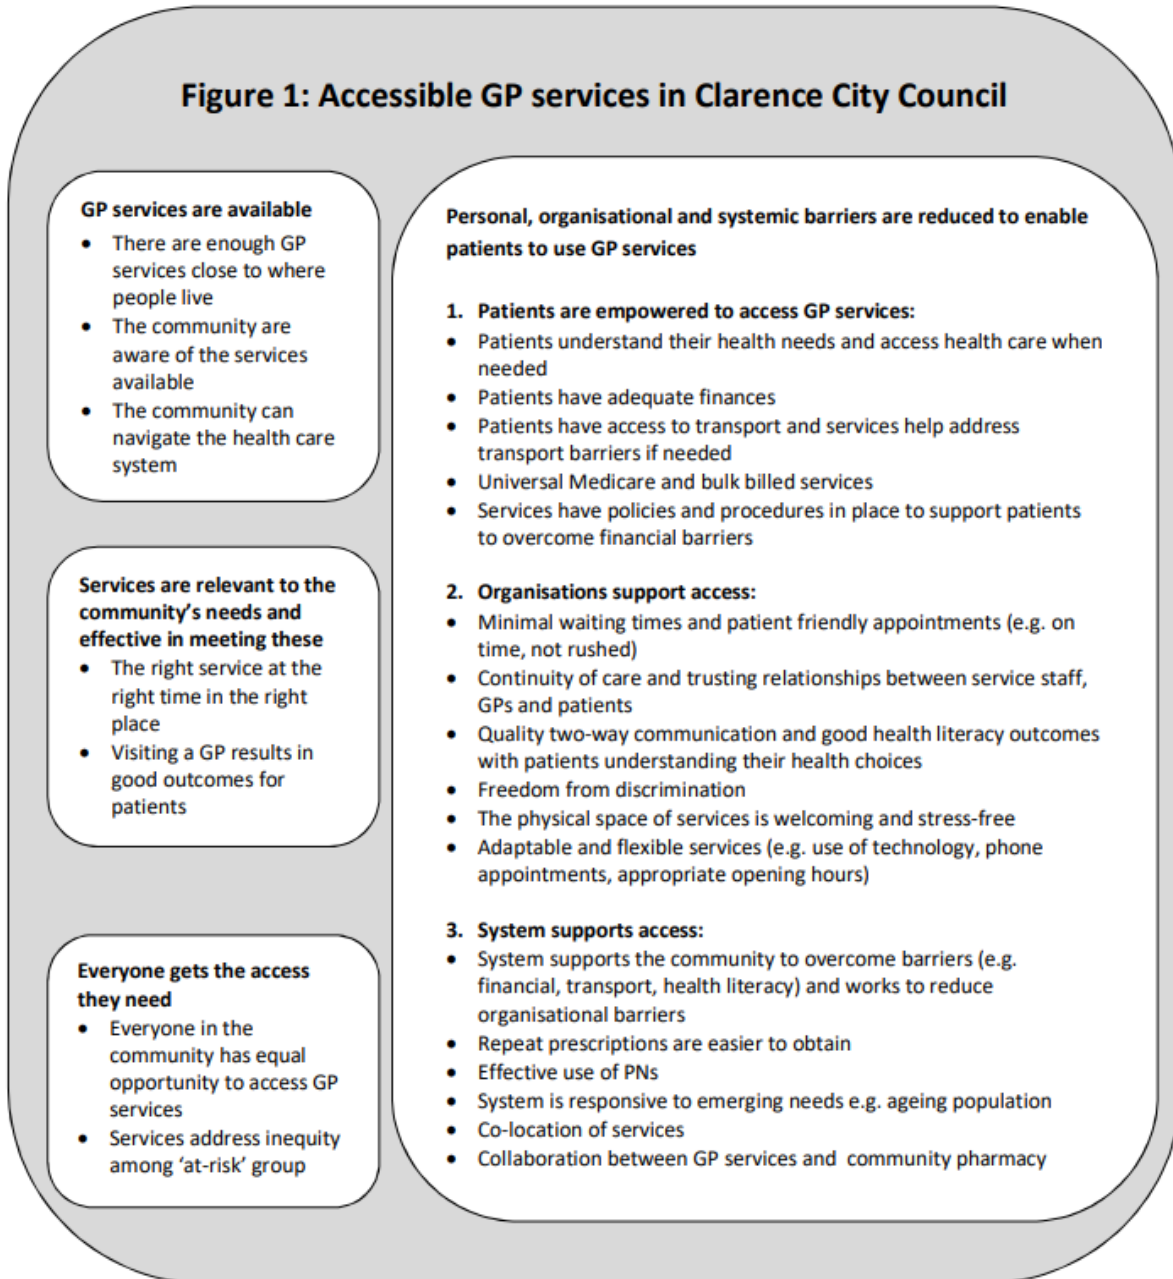 Figure 1: Accessible GP services in Clarence City Council
GP services are available
• There are enough GP
services close to where
people live
• The community are
aware of the services
available
• The community can
navigate the health care
system
Services are relevant to the
community’s needs and
effective in meeting these
• The right service at the
right time in the right
place
• Visiting a GP results in
good outcomes for
patients
Everyone gets the access
they need
• Everyone in the
community has equal
opportunity to access GP
services
• Services address inequity
among ‘at-risk’ group
Personal, organisational and systemic barriers are reduced to enable
patients to use GP services
1. Patients are empowered to access GP services:
• Patients understand their health needs and access health care when
needed
• Patients have adequate finances
• Patients have access to transport and services help address
transport barriers if needed
• Universal Medicare and bulk billed services
• Services have policies and procedures in place to support patients
to overcome financial barriers
2. Organisations support access:
• Minimal waiting times and patient friendly appointments (e.g. on
time, not rushed)
• Continuity of care and trusting relationships between service staff,
GPs and patients
• Quality two-way communication and good health literacy outcomes
with patients understanding their health choices
• Freedom from discrimination
• The physical space of services is welcoming and stress-free
• Adaptable and flexible services (e.g. use of technology, phone
appointments, appropriate opening hours)
3. System supports access:
• System supports the community to overcome barriers (e.g.
financial, transport, health literacy) and works to reduce
organisational barriers
• Repeat prescriptions are easier to obtain
• Effective use of PNs
• System is responsive to emerging needs e.g. ageing population
• Co-location of services
• Collaboration between GP services and community pharmacy